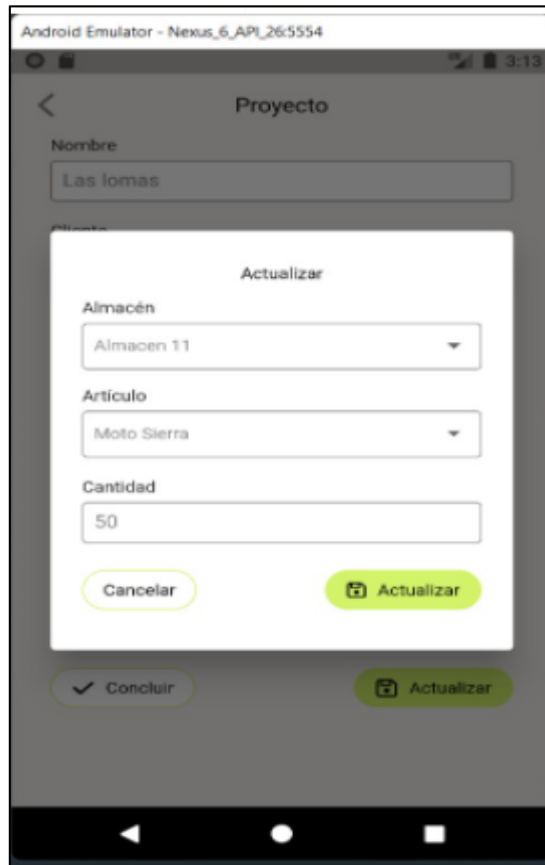 Android Emulator - Nexus_6_API_26:5554
3:13
Proyecto
Nombre
Las lomas
Cliente
Actualizar
Almacén
Almacen 11
Artículo
Moto Sierra
Cantidad
50
Cancelar
Actualizar
Concluir
Actualizar